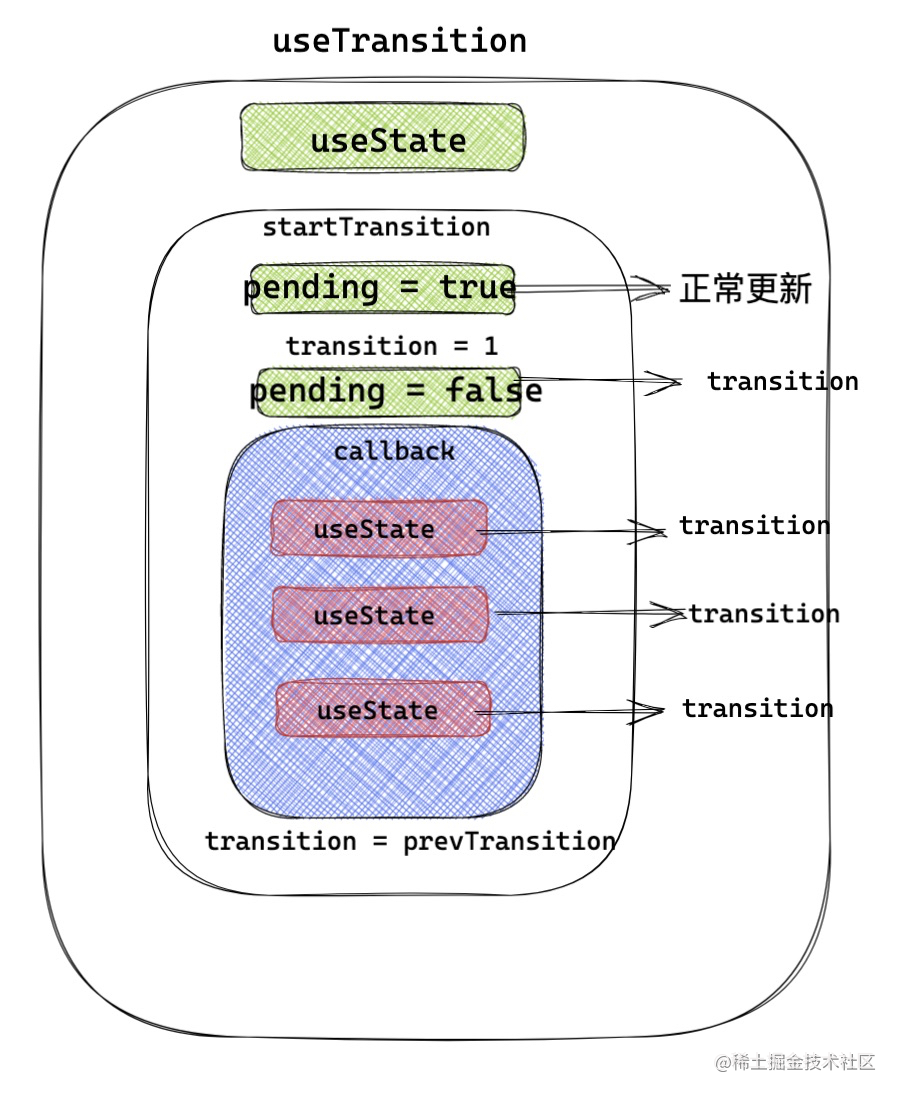 useTransition
useState
startTransition
pending = true
正常更新
transition = 1
pending = false
transition
callback
useState
transition
useState
transition
useState
transition
transition = prevTransition
@稀土掘金技术社区